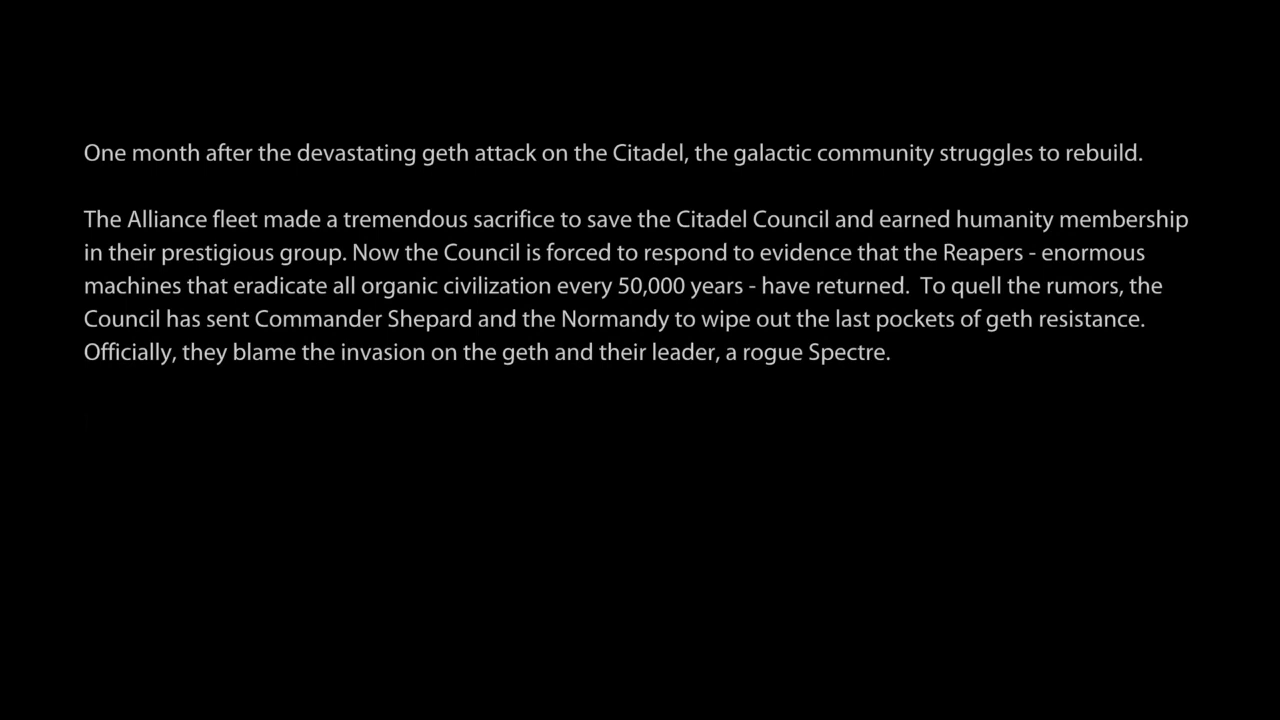 One month after the devastating geth attack on the Citadel, the galactic community struggles to rebuild.
The Alliance fleet made a tremendous sacrifice to save the Citadel Council and earned humanity membership
in their prestigious group. Now the Council is forced to respond to evidence that the Reapers - enormous
machines that eradicate all organic civilization every 50,000 years - have returned.  To quell the rumors, the
Council has sent Commander Shepard and the Normandy to wipe out the last pockets of geth resistance.
Officially, they blame the invasion on the geth and their leader, a rogue Spectre.